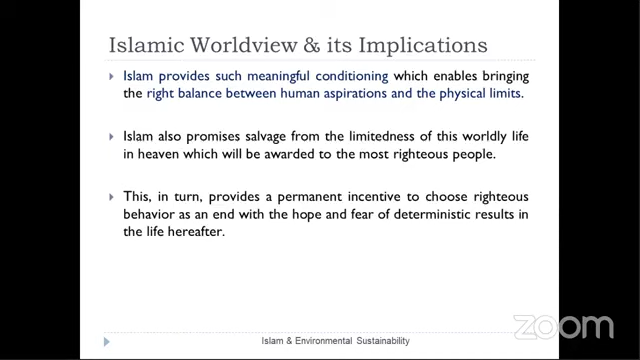 Islamic Worldview & its Implications
Islam provides such meaningful conditioning which enables bringing
the right balance between human aspirations and the physical limits.
Islam also promises salvage from the limitedness of this worldly life
in heaven which will be awarded to the most righteous people.
This, in turn, provides a permanent incentive to choose righteous
behavior as an end with the hope and fear of deterministic results in
the life hereafter.
Islam & Environmental Sustainability
zoom